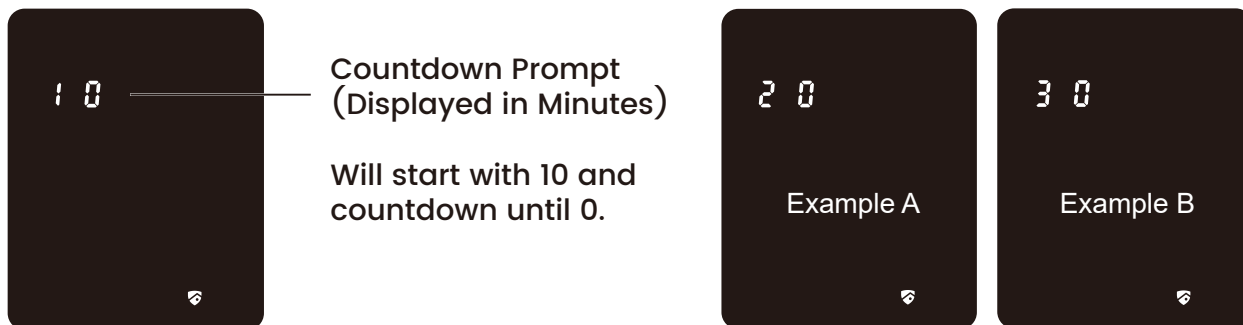 10
Countdown Prompt
(Displayed in Minutes)
Will start with 10 and
countdown until 0.
20
Example A
30
Example B